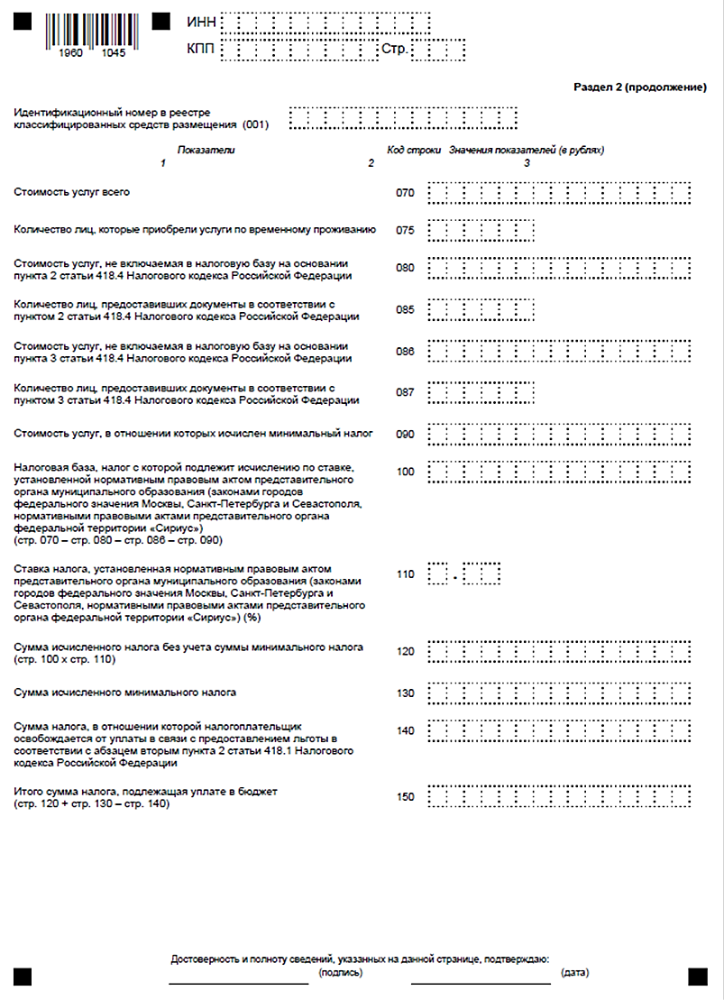 ИНН
1960 1045
КПП Стр.
Раздел 2 (продолжение)
Идентификационный номер в реестре
классифицированных средств размещения (001)
Показатели Код строки Значения показателей (в рублях)
1 2 3
Стоимость услуг всего 070
Количество лиц, которые приобрели услуги по временному проживанию 075
Стоимость услуг, не включаемая в налоговую базу на основании
пункта 2 статьи 418.4 Налогового кодекса Российской Федерации 080
Количество лиц, предоставивших документы в соответствии с
пунктом 2 статьи 418.4 Налогового кодекса Российской Федерации 085
Стоимость услуг, не включаемая в налоговую базу на основании
пункта 3 статьи 418.4 Налогового кодекса Российской Федерации 086
Количество лиц, предоставивших документы в соответствии с
пунктом 3 статьи 418.4 Налогового кодекса Российской Федерации 087
Стоимость услуг, в отношении которых исчислен минимальный налог 090
Налоговая база, налог с которой подлежит исчислению по ставке, 100
установленной нормативным правовым актом представительного
органа муниципального образования (законами городов
федерального значения Москвы, Санкт-Петербурга и Севастополя,
нормативными правовыми актами представительного органа
федеральной территории «Сириус»)
(стр. 070 – стр. 080 – стр. 086 – стр. 090)
Ставка налога, установленная нормативным правовым актом 110 .
представительного органа муниципального образования (законами
городов федерального значения Москвы, Санкт-Петербурга и
Севастополя, нормативными правовыми актами представительного
органа федеральной территории «Сириус») (%)
Сумма исчисленного налога без учета суммы минимального налога 120
(стр. 100 х стр. 110)
Сумма исчисленного минимального налога 130
Сумма налога, в отношении которой налогоплательщик 140
освобождается от уплаты в связи с предоставлением льготы в
соответствии с абзацем вторым пункта 2 статьи 418.1 Налогового
кодекса Российской Федерации
Итого сумма налога, подлежащая уплате в бюджет 150
(стр. 120 + стр. 130 – стр. 140)
Достоверность и полноту сведений, указанных на данной странице, подтверждаю:
(подпись) (дата)